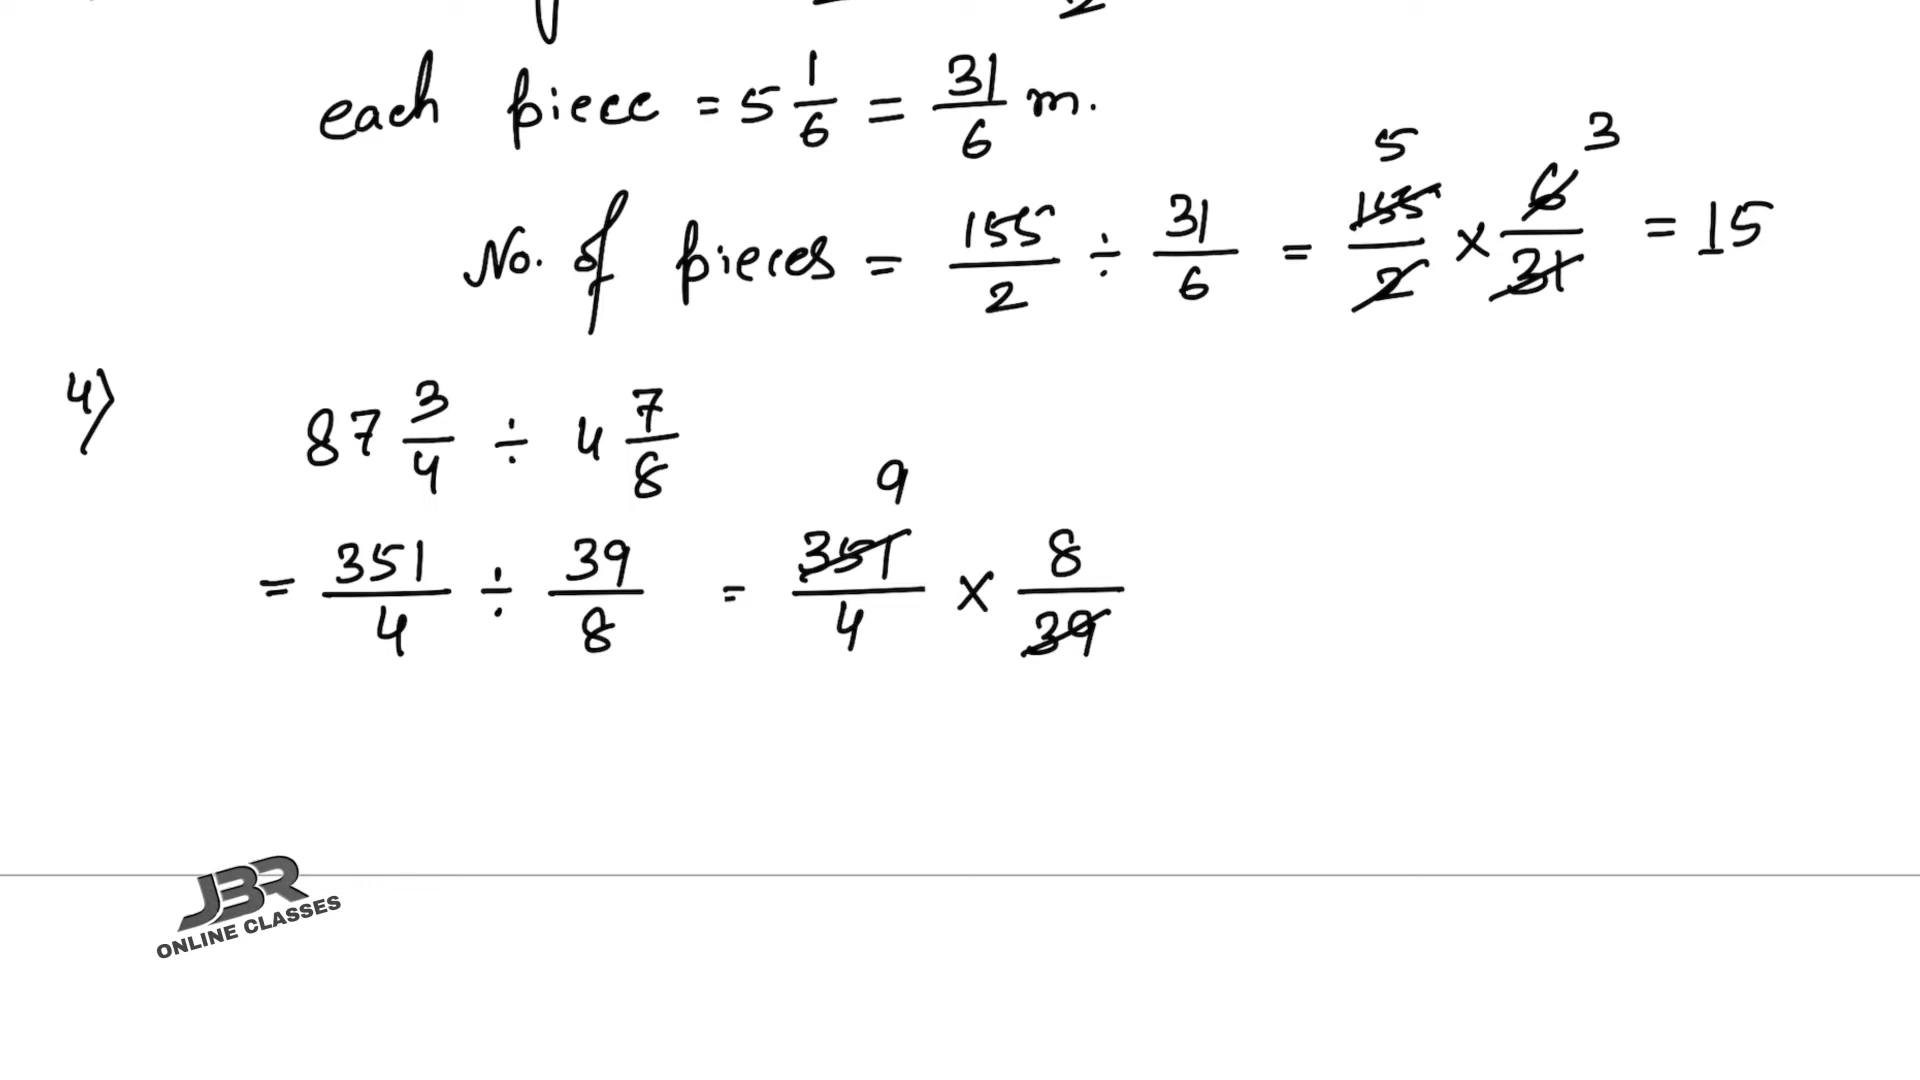 each piece = 5 1/6 = 31/6 m.
5 3
No. of pieces = 155/2 ÷ 31/6 = 155/2 × 6/31 = 15
4) 87 3/4 ÷ 4 7/8
9
= 351/4 ÷ 39/8 = 351/4 × 8/39
JBR
ONLINE CLASSES